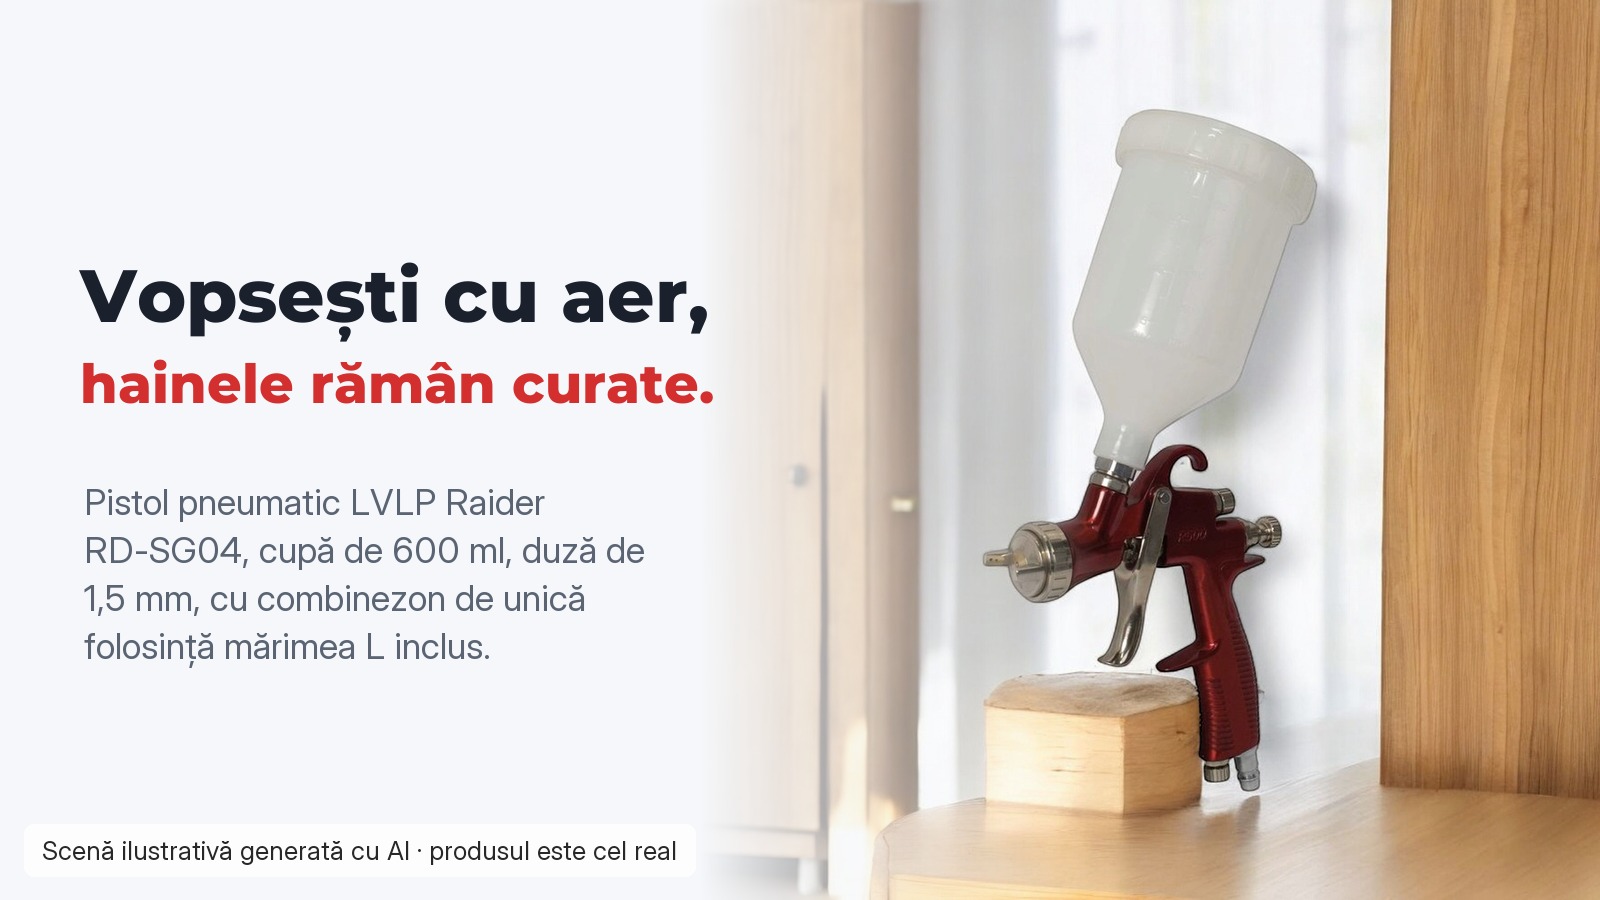 Vopsești cu aer,
hainele rămân curate.
Pistol pneumatic LVLP Raider
RD-SG04, cupă de 600 ml, duză de
1,5 mm, cu combinezon de unică
folosință mărimea L inclus.
Scenă ilustrativă generată cu AI · produsul este cel real